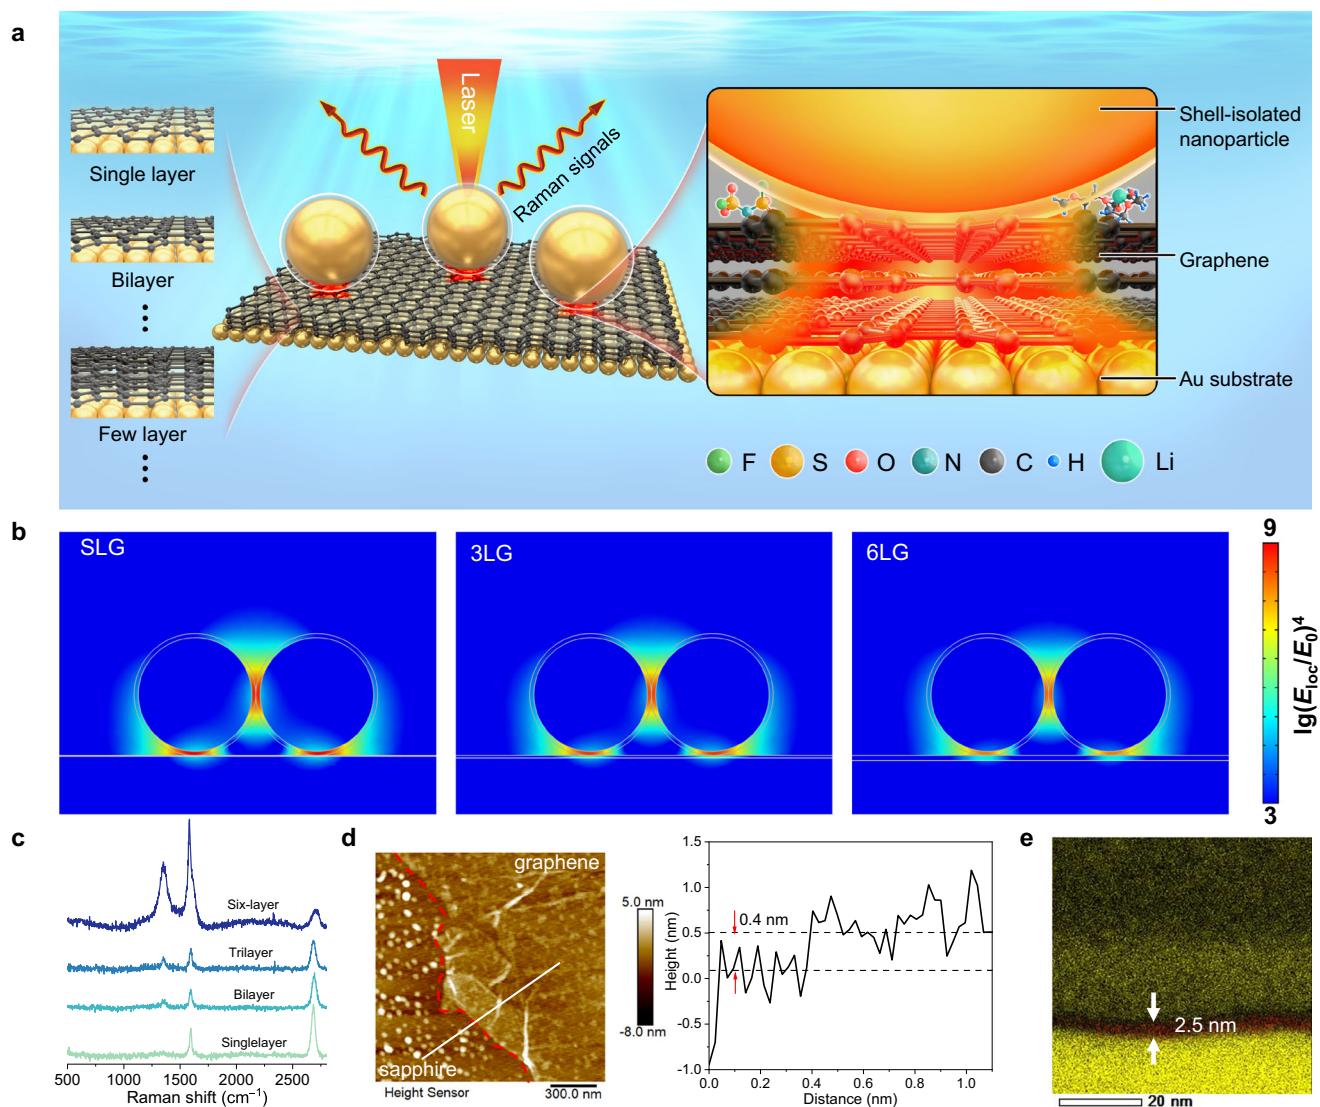 a
Laser
Raman signals
Single layer
Bilayer
Few layer
Shell-isolated
nanoparticle
Graphene
Au substrate
F S O N C H Li
b
SLG
3LG
6LG
9
lg(E_loc/E_0)^4
3
c
Six-layer
Trilayer
Bilayer
Singlelayer
500 1000 1500 2000 2500
Raman shift (cm⁻¹)
d
graphene
sapphire
Height Sensor
300.0 nm
5.0 nm
-8.0 nm
1.5
1.0
0.5
0.0
-0.5
-1.0
Height (nm)
0.4 nm
0.0 0.2 0.4 0.6 0.8 1.0
Distance (nm)
e
2.5 nm
20 nm